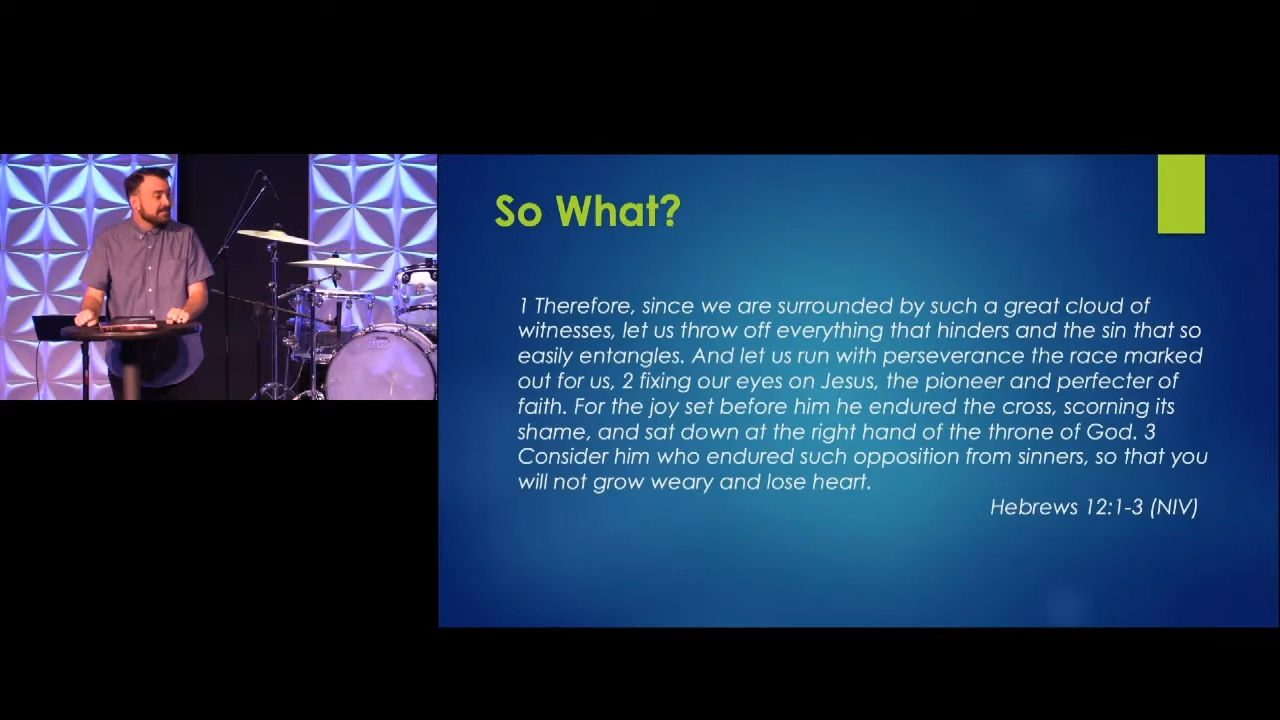 So What?
1 Therefore, since we are surrounded by such a great cloud of
witnesses, let us throw off everything that hinders and the sin that so
easily entangles. And let us run with perseverance the race marked
out for us, 2 fixing our eyes on Jesus, the pioneer and perfecter of
faith. For the joy set before him he endured the cross, scorning its
shame, and sat down at the right hand of the throne of God. 3
Consider him who endured such opposition from sinners, so that you
will not grow weary and lose heart.
Hebrews 12:1-3 (NIV)